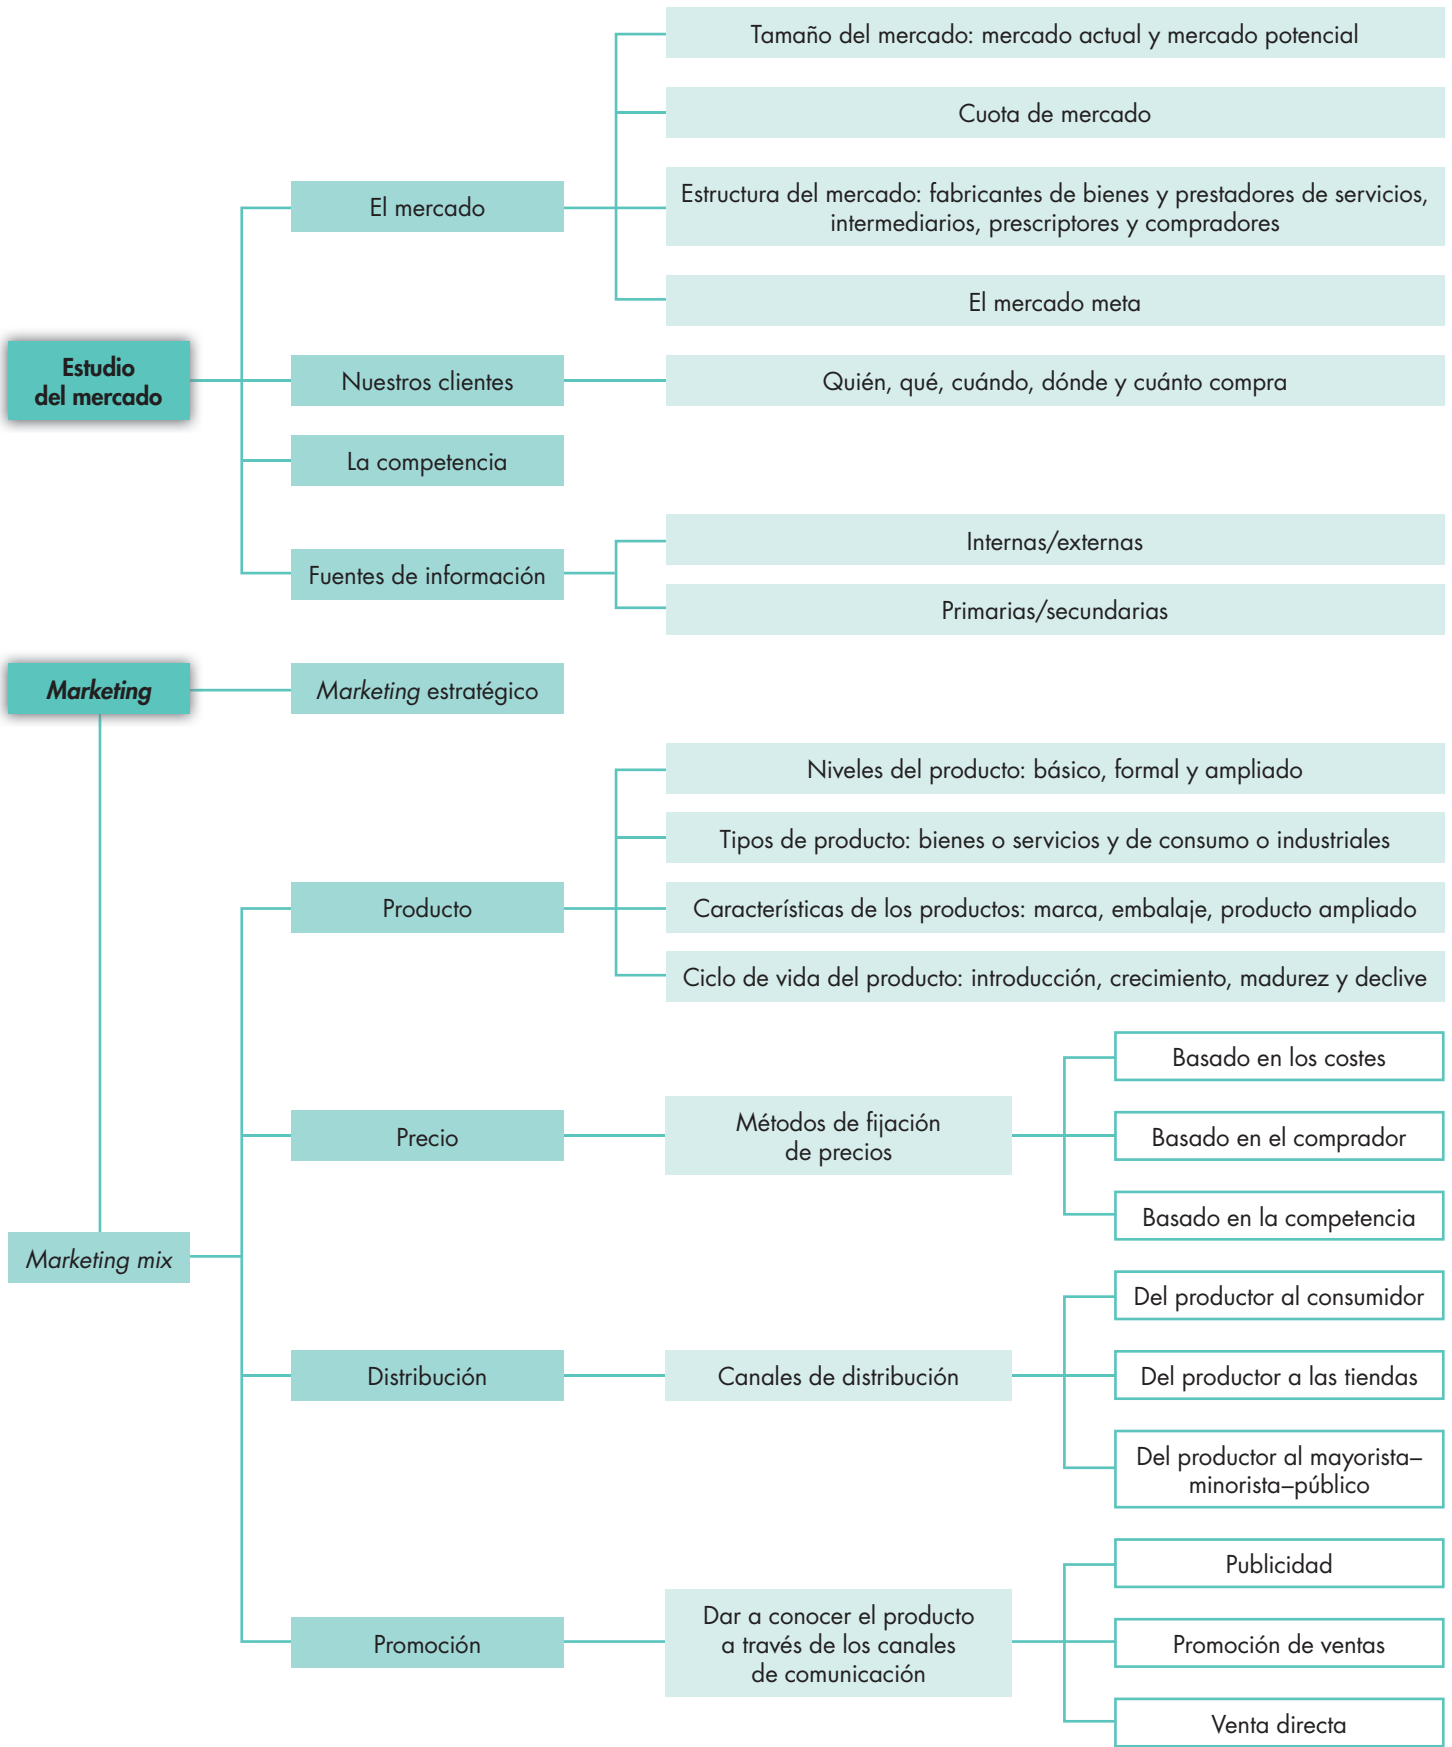 Tamaño del mercado: mercado actual y mercado potencial
Cuota de mercado
El mercado
Estructura del mercado: fabricantes de bienes y prestadores de servicios,
intermediarios, prescriptores y compradores
El mercado meta
Estudio
del mercado
Nuestros clientes
Quién, qué, cuándo, dónde y cuánto compra
La competencia
Fuentes de información
Internas/externas
Primarias/secundarias
Marketing
Marketing estratégico
Niveles del producto: básico, formal y ampliado
Tipos de producto: bienes o servicios y de consumo o industriales
Producto
Características de los productos: marca, embalaje, producto ampliado
Ciclo de vida del producto: introducción, crecimiento, madurez y declive
Precio
Métodos de fijación
de precios
Basado en los costes
Basado en el comprador
Basado en la competencia
Marketing mix
Distribución
Canales de distribución
Del productor al consumidor
Del productor a las tiendas
Del productor al mayorista–
minorista–público
Promoción
Dar a conocer el producto
a través de los canales
de comunicación
Publicidad
Promoción de ventas
Venta directa